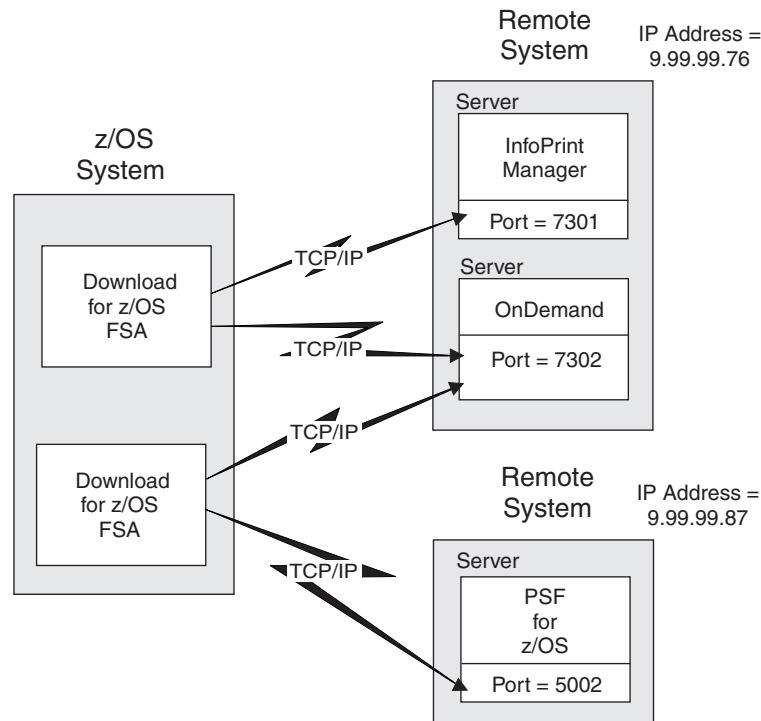 z/OS
System
Download
for z/OS
FSA
Download
for z/OS
FSA
TCP/IP
TCP/IP
TCP/IP
TCP/IP
Remote
System
IP Address =
9.99.99.76
Server
InfoPrint
Manager
Port = 7301
Server
OnDemand
Port = 7302
Remote
System
IP Address =
9.99.99.87
Server
PSF
for
z/OS
Port = 5002